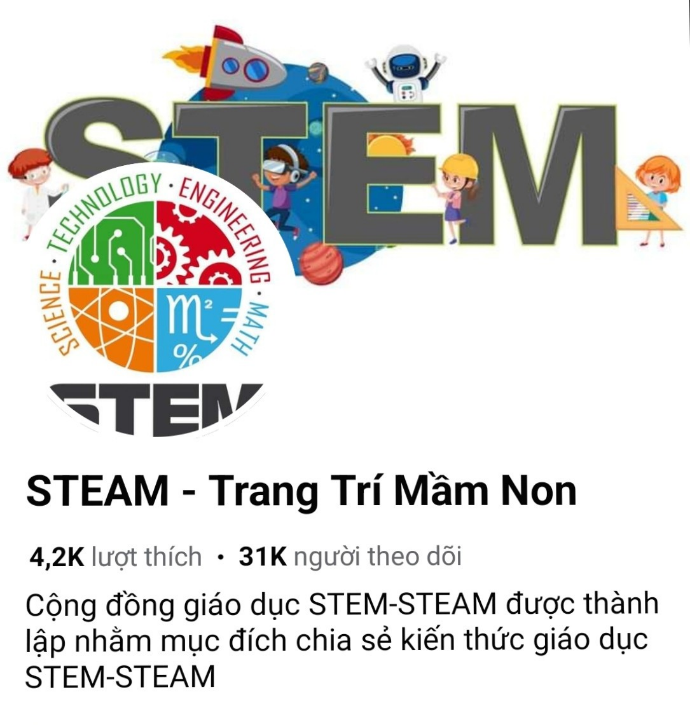 STEM
SCIENCE · TECHNOLOGY · ENGINEERING · MATH
m² =
%
STEM
STEAM - Trang Trí Mầm Non
4,2K lượt thích • 31K người theo dõi
Cộng đồng giáo dục STEM-STEAM được thành
lập nhằm mục đích chia sẻ kiến thức giáo dục
STEM-STEAM